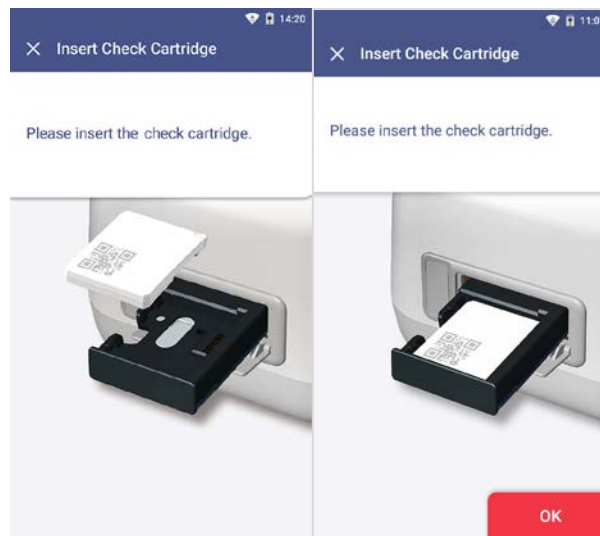 14:20
Insert Check Cartridge
Please insert the check cartridge.
Insert Check Cartridge
Please insert the check cartridge.
OK